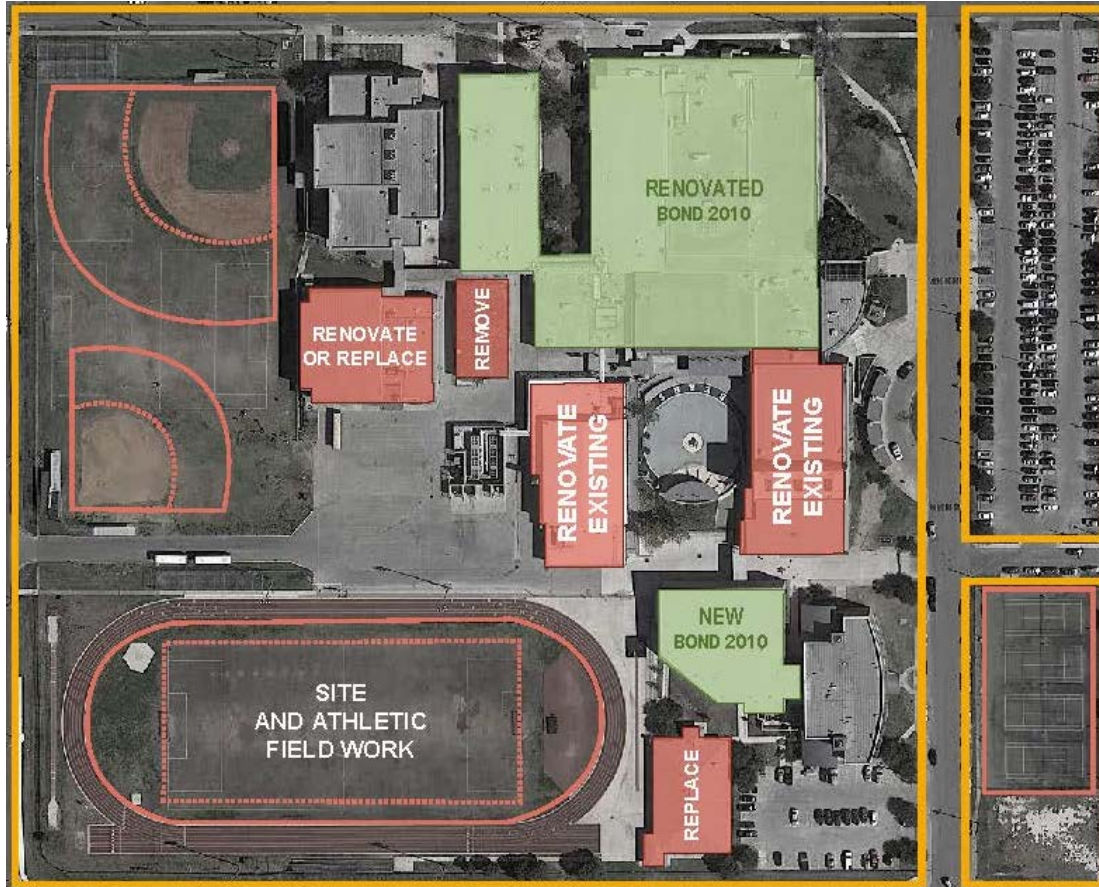 RENOVATED
BOND 2010
RENOVATE
OR REPLACE
REMOVE
RENOVATE
EXISTING
RENOVATE
EXISTING
NEW
BOND 2010
SITE
AND ATHLETIC
FIELD WORK
REPLACE